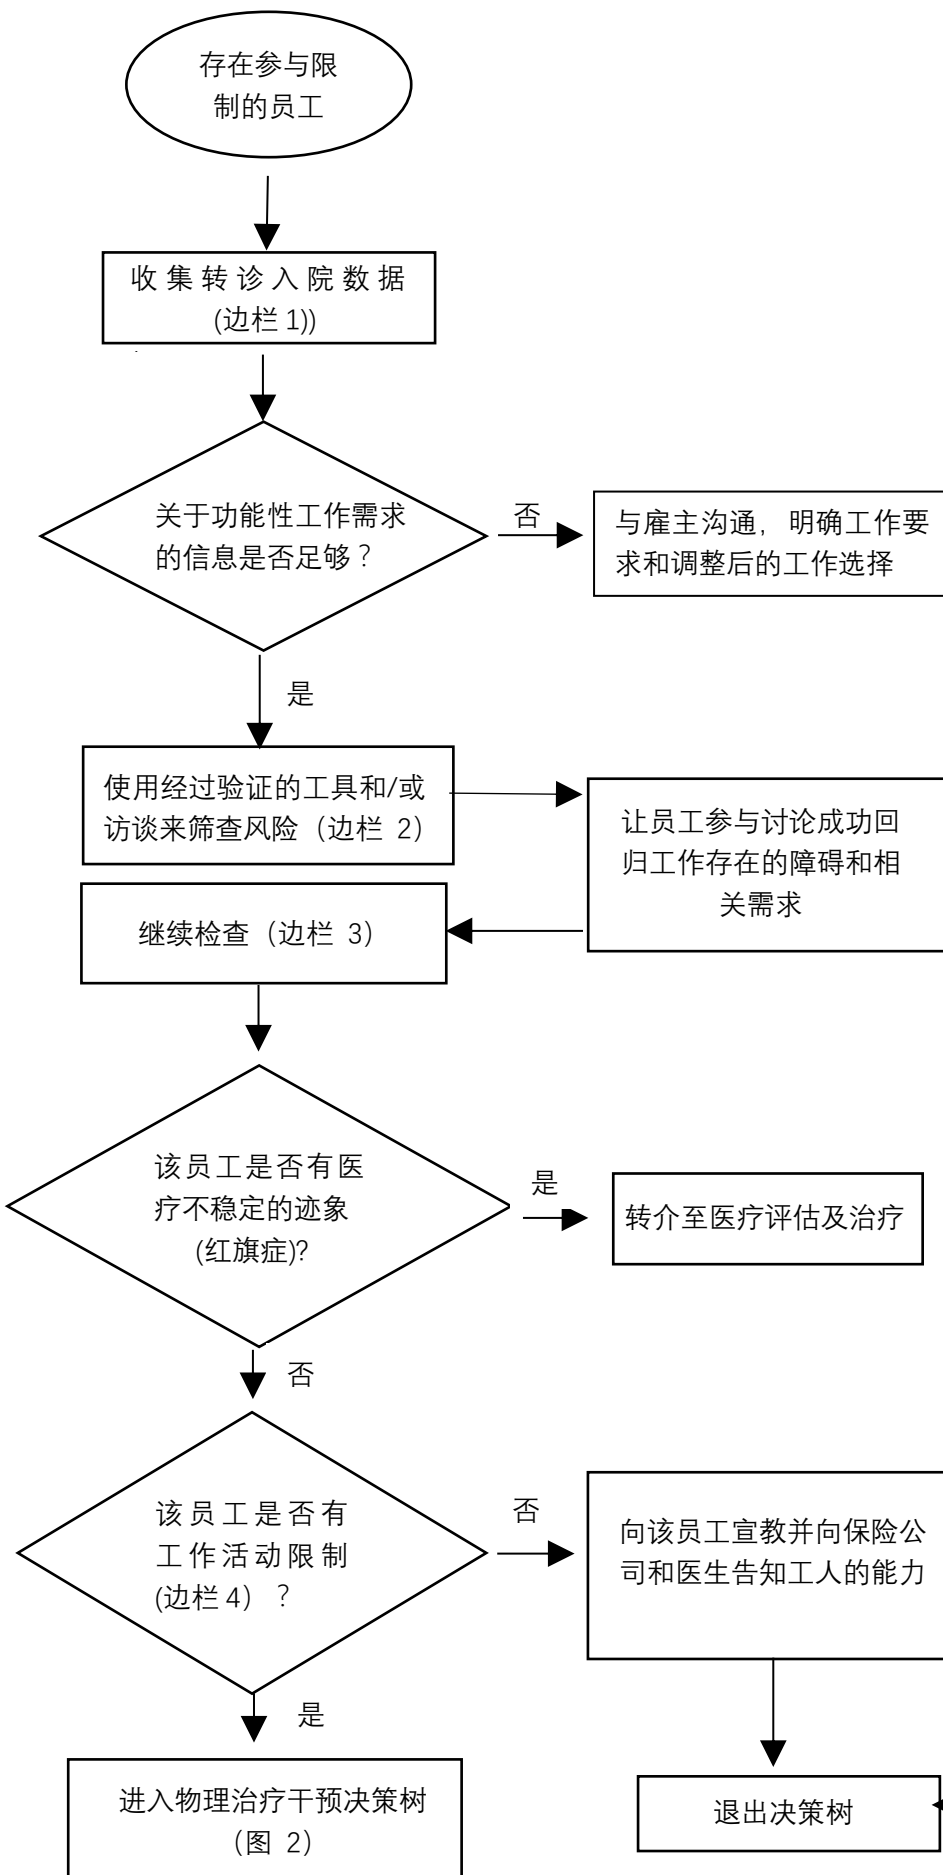 存在参与限
制的员工
收集转诊入院数据
(边栏 1))
关于功能性工作需求
的信息是否足够？
否
与雇主沟通，明确工作要
求和调整后的工作选择
是
使用经过验证的工具和/或
访谈来筛查风险（边栏 2）
让员工参与讨论成功回
归工作存在的障碍和相
关需求
继续检查（边栏 3）
该员工是否有医
疗不稳定的迹象
(红旗症)?
是
转介至医疗评估及治疗
否
该员工是否有
工作活动限制
(边栏 4）？
否
向该员工宣教并向保险公
司和医生告知工人的能力
是
进入物理治疗干预决策树
（图 2）
退出决策树